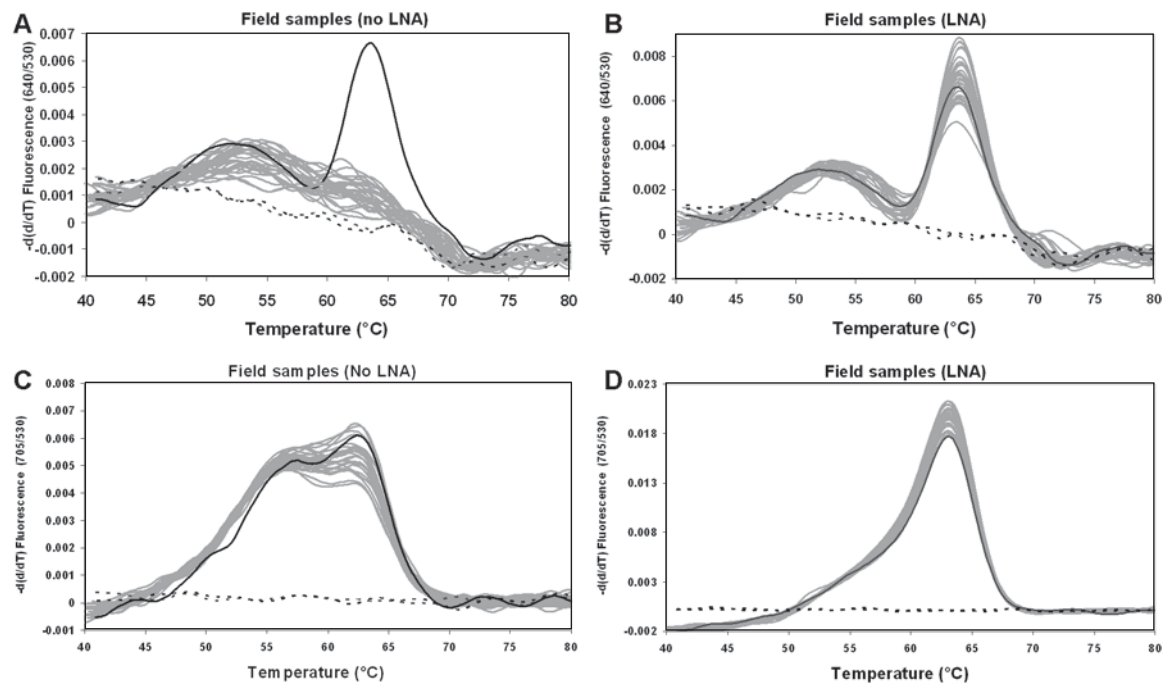 A
Field samples (no LNA)
-d(d/dT) Fluorescence (640/530)
0.007
0.006
0.005
0.004
0.003
0.002
0.001
0
-0.001
-0.002
40 45 50 55 60 65 70 75 80
Temperature (°C)
B
Field samples (LNA)
-d(d/dT) Fluorescence (640/530)
0.008
0.006
0.004
0.002
0
-0.002
40 45 50 55 60 65 70 75 80
Temperature (°C)
C
Field samples (No LNA)
-d(d/dT) Fluorescence (705/530)
0.008
0.007
0.006
0.005
0.004
0.003
0.002
0.001
0
-0.001
40 45 50 55 60 65 70 75 80
Temperature (°C)
D
Field samples (LNA)
-d(d/dT) Fluorescence (705/530)
0.023
0.018
0.013
0.008
0.003
-0.002
40 45 50 55 60 65 70 75 80
Temperature (°C)